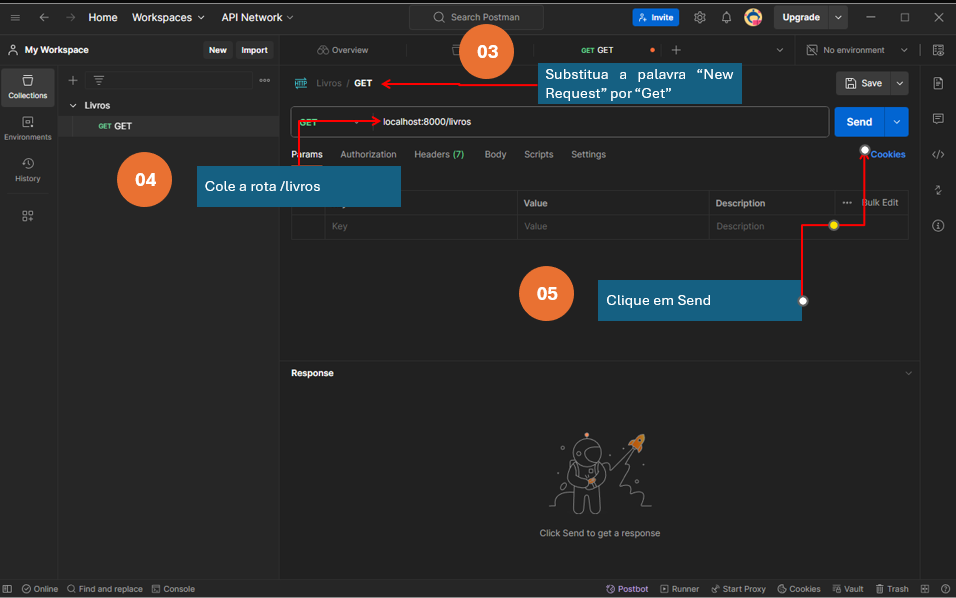 Home Workspaces API Network Search Postman Invite Upgrade
My Workspace New Import Overview GET GET No environment
03
Substitua a palavra “New
Request” por “Get”
Collections
Environments
History
Livros
GET GET
Livros / GET Save
GET localhost:8000/livros Send
Params Authorization Headers (7) Body Scripts Settings Cookies
04
Cole a rota /livros
Value Description Bulk Edit
Key Value Description
05
Clique em Send
Response
Click Send to get a response
Online Find and replace Console Postbot Runner Start Proxy Cookies Vault Trash